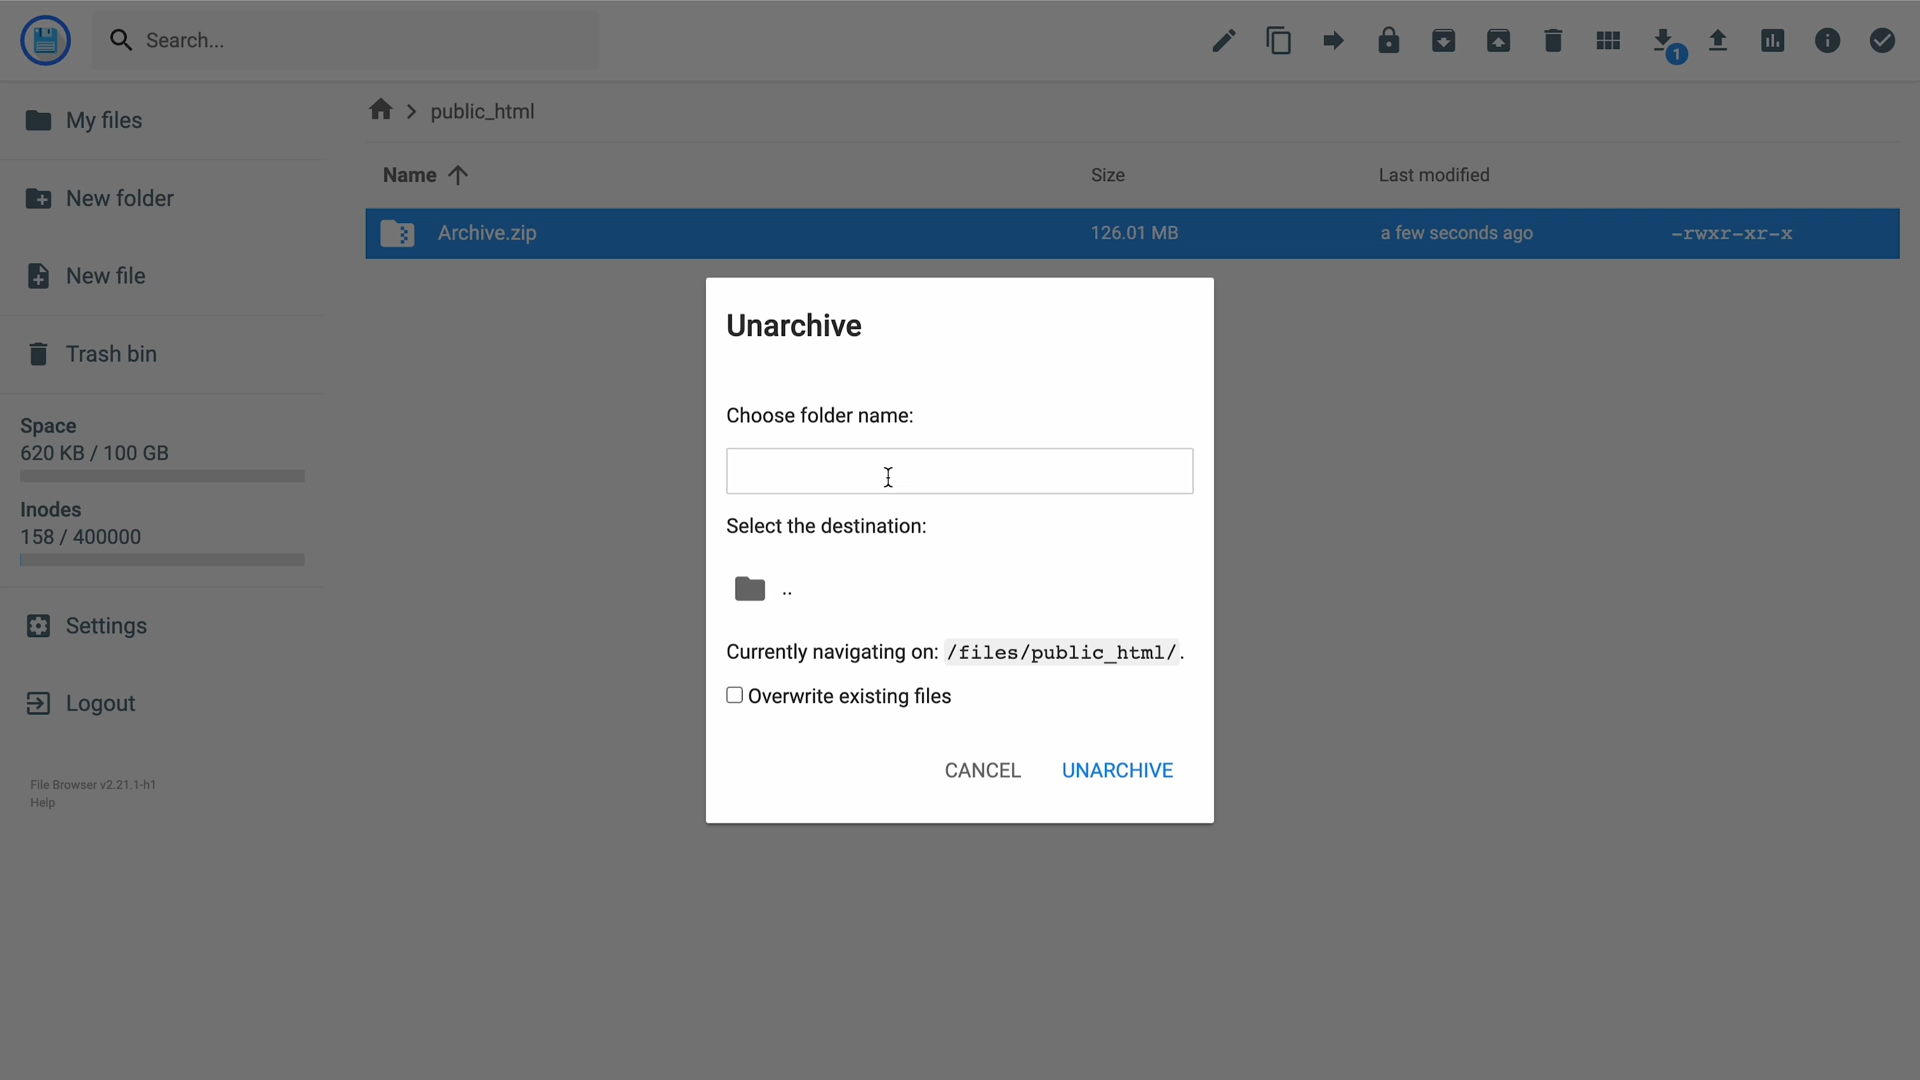 Search...
1
My files
New folder
New file
Trash bin
Space
620 KB / 100 GB
Inodes
158 / 400000
Settings
Logout
File Browser v2.21.1-h1
Help
public_html
Name Size Last modified
Archive.zip 126.01 MB a few seconds ago -rwxr-xr-x
Unarchive
Choose folder name:
Select the destination:
..
Currently navigating on: /files/public_html/.
Overwrite existing files
CANCEL UNARCHIVE